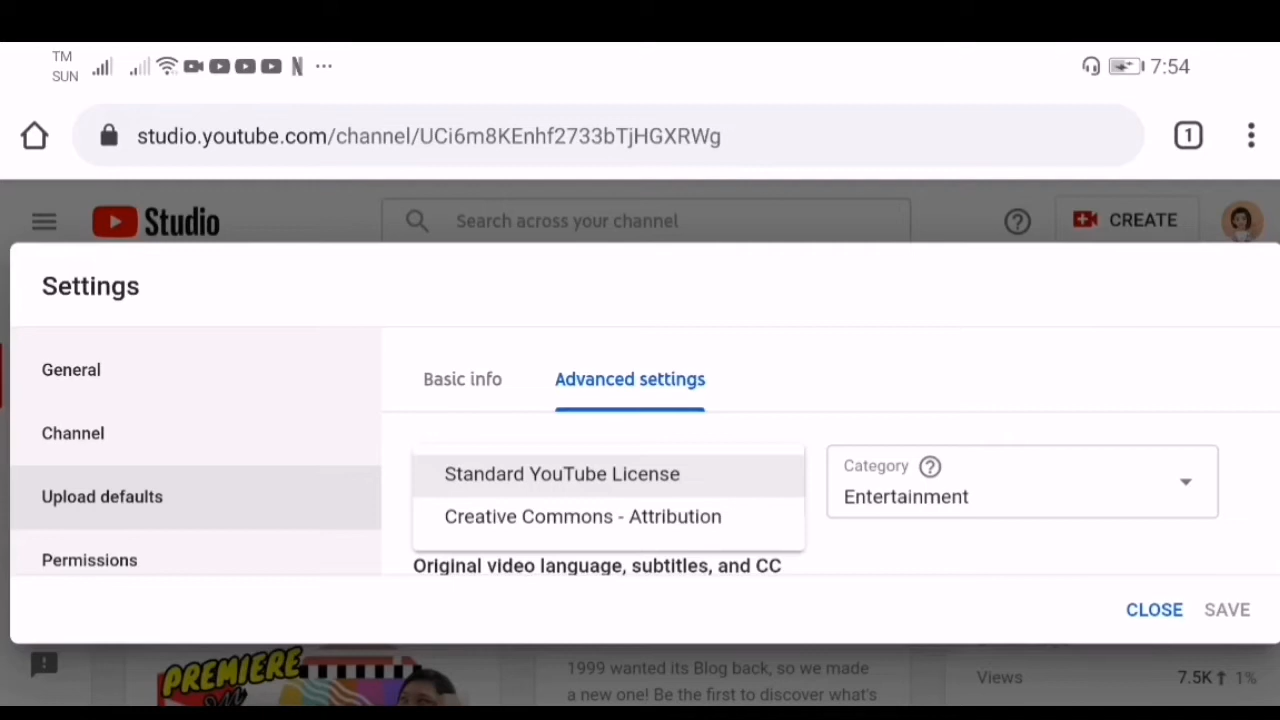 TM
SUN
7:54
studio.youtube.com/channel/UCi6m8KEnhf2733bTjHGXRWg
1
Studio
Search across your channel
CREATE
Settings
General
Basic info
Advanced settings
Channel
Standard YouTube License
Category
Entertainment
Upload defaults
Creative Commons - Attribution
Permissions
Original video language, subtitles, and CC
CLOSE
SAVE
PREMIERE
1999 wanted its Blog back, so we made
a new one! Be the first to discover what's
Views
7.5K 1%